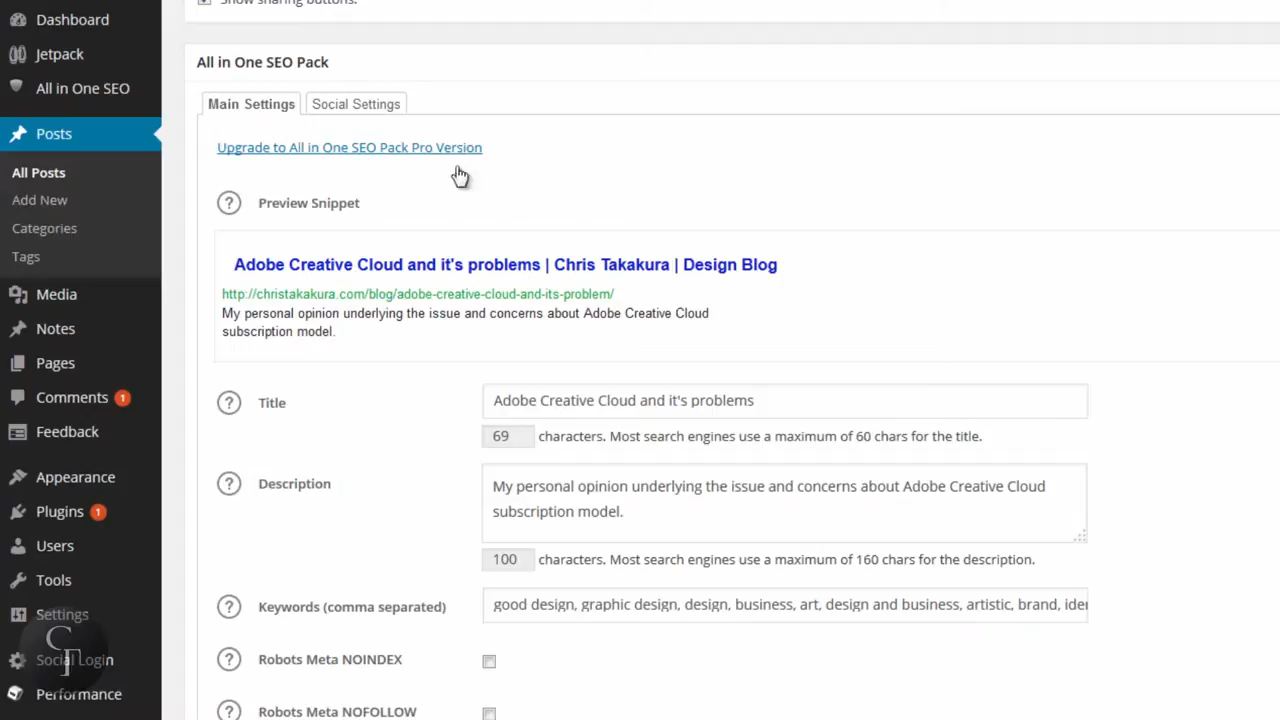 Dashboard
Show sharing buttons.
Jetpack
All in One SEO
All in One SEO Pack
Main Settings
Social Settings
Posts
Upgrade to All in One SEO Pack Pro Version
All Posts
Add New
Categories
Tags
Preview Snippet
Adobe Creative Cloud and it's problems | Chris Takakura | Design Blog
http://christakakura.com/blog/adobe-creative-cloud-and-its-problem/
My personal opinion underlying the issue and concerns about Adobe Creative Cloud
subscription model.
Media
Notes
Pages
Comments 1
Feedback
Appearance
Plugins 1
Users
Tools
Settings
Social Login
Performance
Title
Adobe Creative Cloud and it's problems
69 characters. Most search engines use a maximum of 60 chars for the title.
Description
My personal opinion underlying the issue and concerns about Adobe Creative Cloud
subscription model.
100 characters. Most search engines use a maximum of 160 chars for the description.
Keywords (comma separated)
good design, graphic design, design, business, art, design and business, artistic, brand, iden
Robots Meta NOINDEX
Robots Meta NOFOLLOW